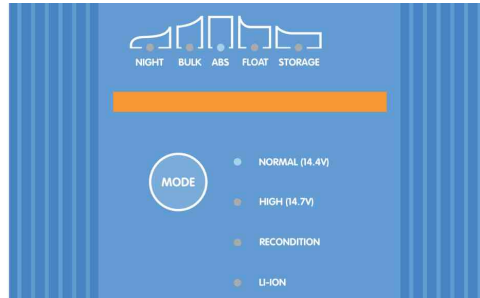 NIGHT BULK ABS FLOAT STORAGE
MODE
NORMAL (14.4V)
HIGH (14.7V)
RECONDITION
LI-ION